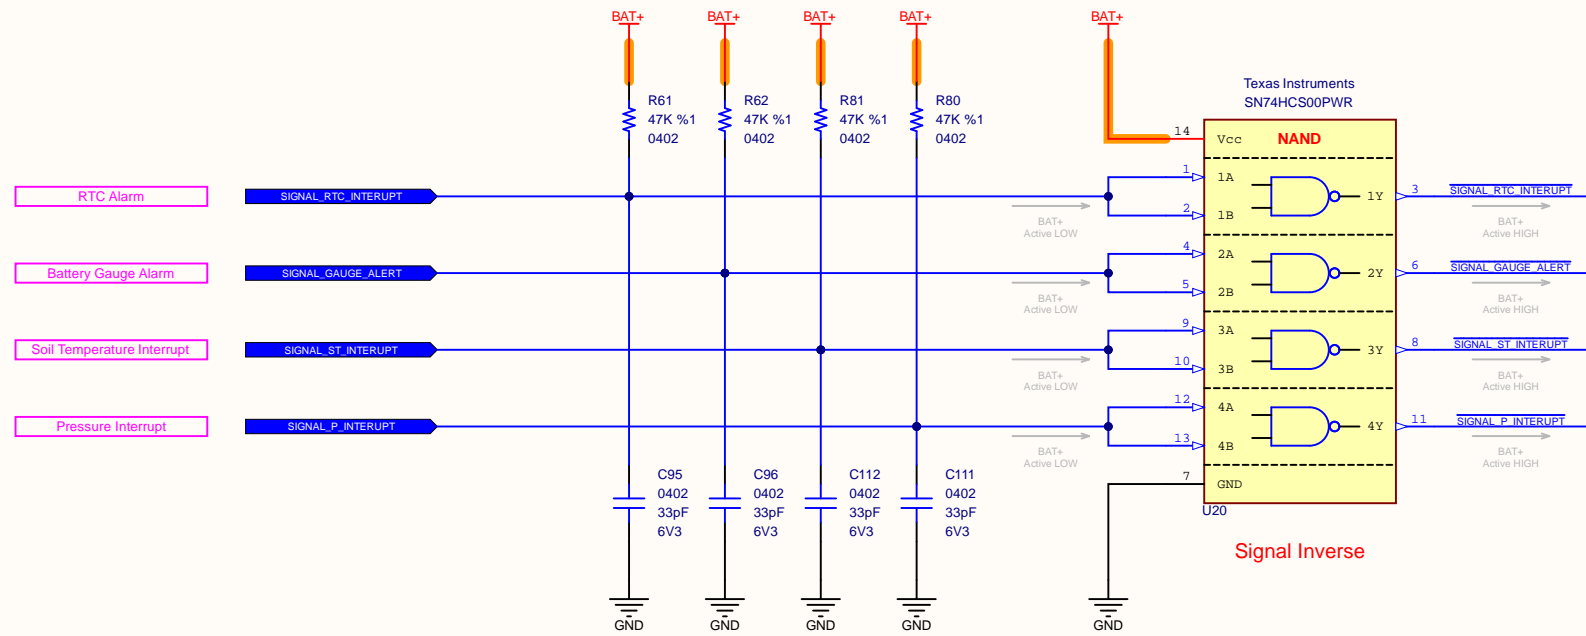 BAT+ BAT+ BAT+ BAT+ BAT+
Texas Instruments
SN74HCS00PWR
R61 R62 R81 R80
47K %1 47K %1 47K %1 47K %1
0402 0402 0402 0402
14 Vcc NAND
RTC Alarm SIGNAL_RTC_INTERUPT
1 1A
2 1B
1Y 3 SIGNAL_RTC_INTERUPT
BAT+ BAT+
Active LOW Active HIGH
Battery Gauge Alarm SIGNAL_GAUGE_ALERT
4 2A
5 2B
2Y 6 SIGNAL_GAUGE_ALERT
BAT+ BAT+
Active LOW Active HIGH
Soil Temperature Interrupt SIGNAL_ST_INTERUPT
9 3A
10 3B
3Y 8 SIGNAL_ST_INTERUPT
BAT+ BAT+
Active LOW Active HIGH
Pressure Interrupt SIGNAL_P_INTERUPT
12 4A
13 4B
4Y 11 SIGNAL_P_INTERUPT
BAT+ BAT+
Active LOW Active HIGH
C95 C96 C112 C111
0402 0402 0402 0402
33pF 33pF 33pF 33pF
6V3 6V3 6V3 6V3
7 GND
U20
Signal Inverse
GND GND GND GND GND